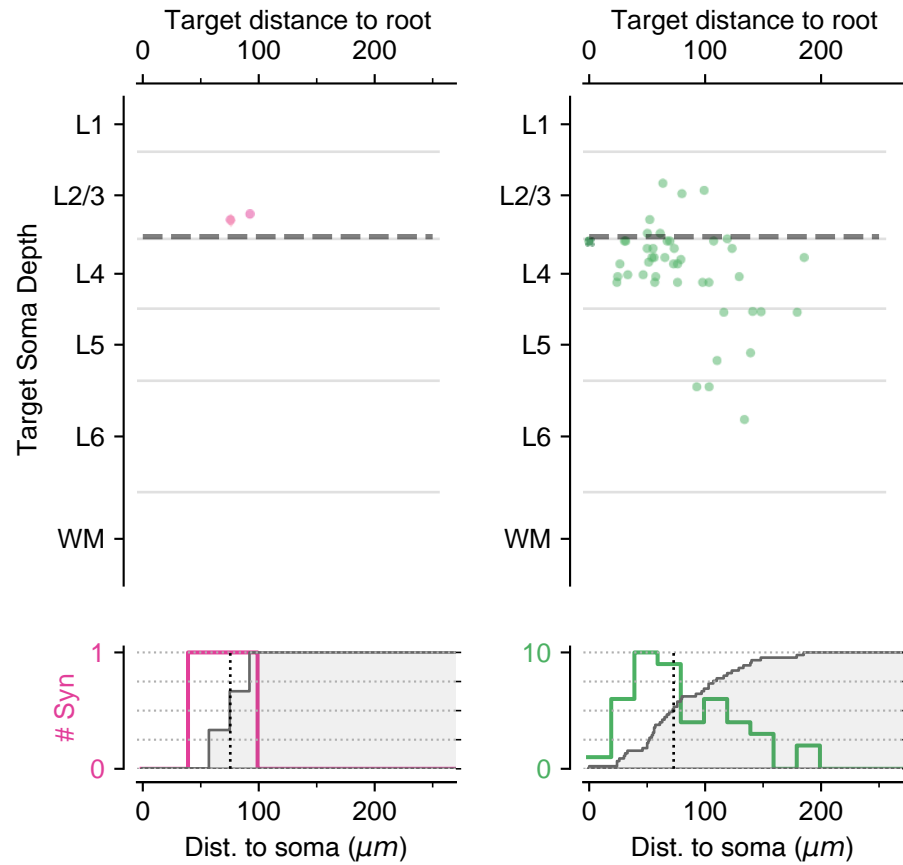 Target distance to root
Target distance to root
0 100 200
0 100 200
L1
L2/3
L4
L5
L6
WM
Target Soma Depth
L1
L2/3
L4
L5
L6
WM
1
0
# Syn
10
0
0 100 200
0 100 200
Dist. to soma (μm)
Dist. to soma (μm)